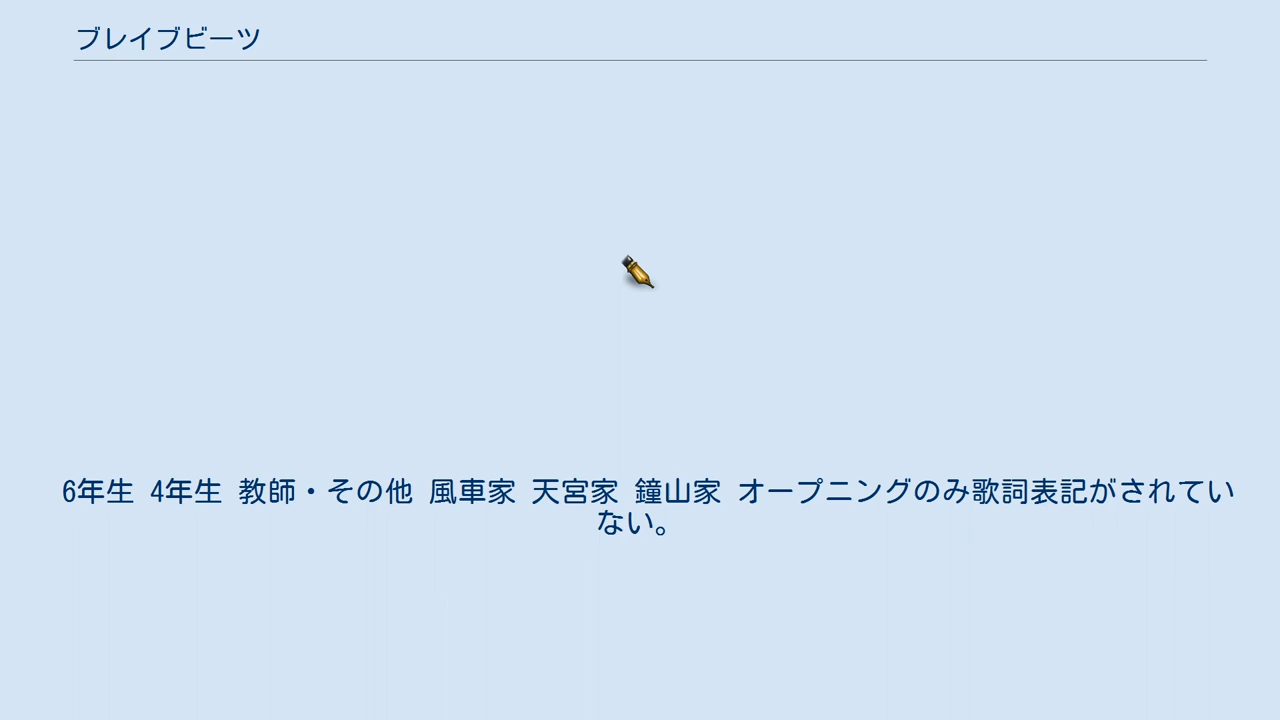 ブレイブビーツ
6年生 4年生 教師・その他 風車家 天宮家 鐘山家 オープニングのみ歌詞表記がされてい
ない。